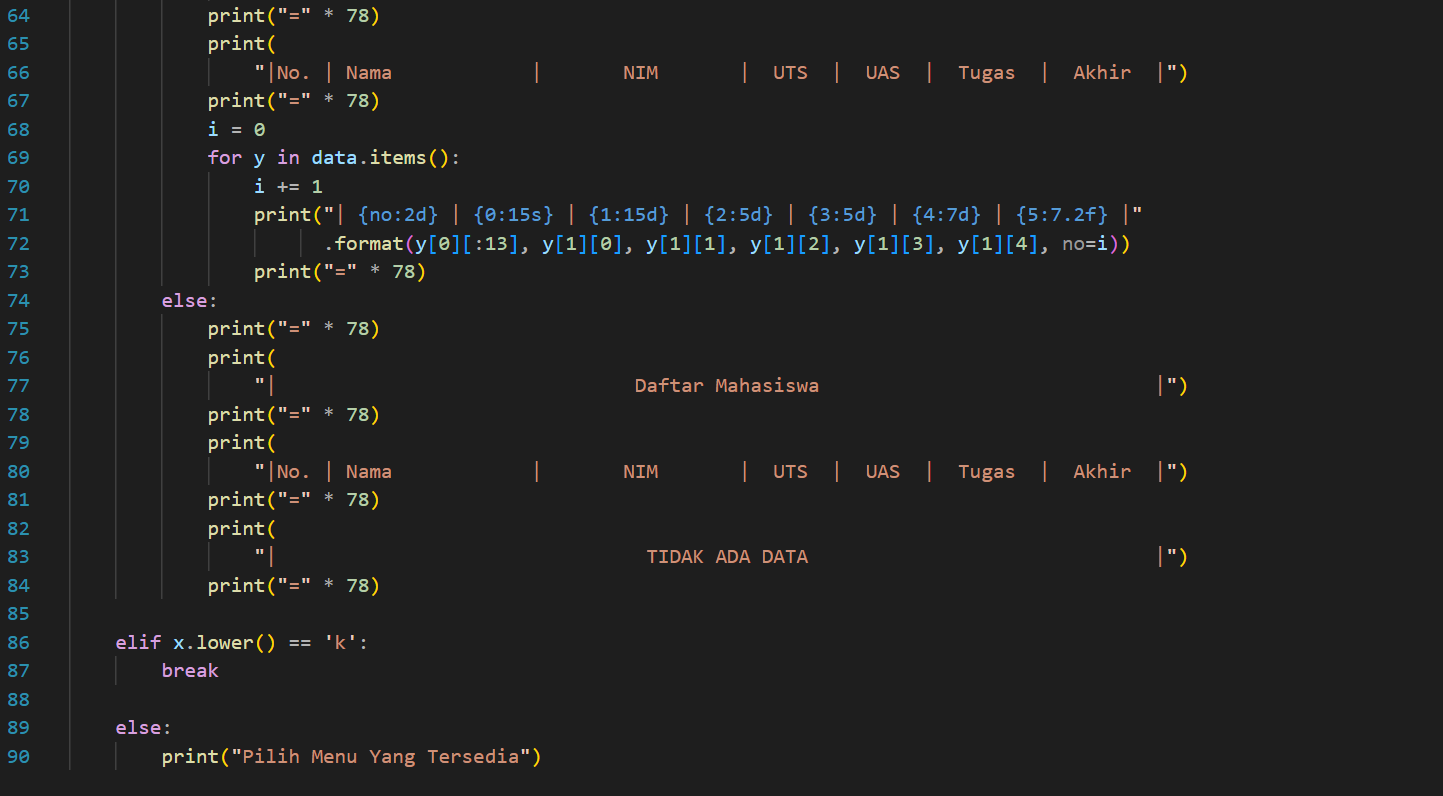 64                 print("=" * 78)
65                 print(
66                     "|No. | Nama            |       NIM       |  UTS  |  UAS  |  Tugas  |  Akhir  |")
67                 print("=" * 78)
68                 i = 0
69                 for y in data.items():
70                     i += 1
71                     print("| {no:2d} | {0:15s} | {1:15d} | {2:5d} | {3:5d} | {4:7d} | {5:7.2f} |"
72                           .format(y[0][:13], y[1][0], y[1][1], y[1][2], y[1][3], y[1][4], no=i))
73                     print("=" * 78)
74             else:
75                 print("=" * 78)
76                 print(
77                     "|                               Daftar Mahasiswa                             |")
78                 print("=" * 78)
79                 print(
80                     "|No. | Nama            |       NIM       |  UTS  |  UAS  |  Tugas  |  Akhir  |")
81                 print("=" * 78)
82                 print(
83                     "|                                TIDAK ADA DATA                              |")
84                 print("=" * 78)
85
86         elif x.lower() == 'k':
87             break
88
89         else:
90             print("Pilih Menu Yang Tersedia")